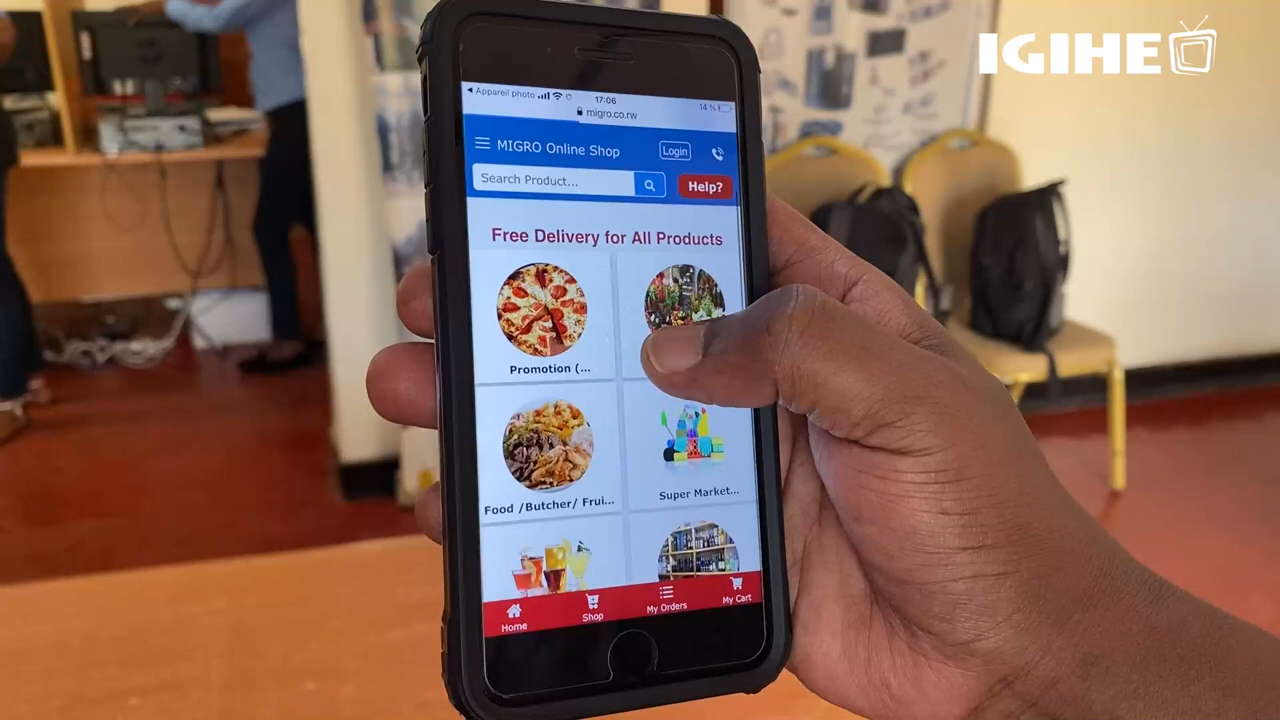 IGIHE
Appareil photo
17:06
14 %
migro.co.rw
MIGRO Online Shop
Login
Search Product...
Help?
Free Delivery for All Products
Promotion (...
Food /Butcher/ Frui...
Super Market...
Home
Shop
My Orders
My Cart